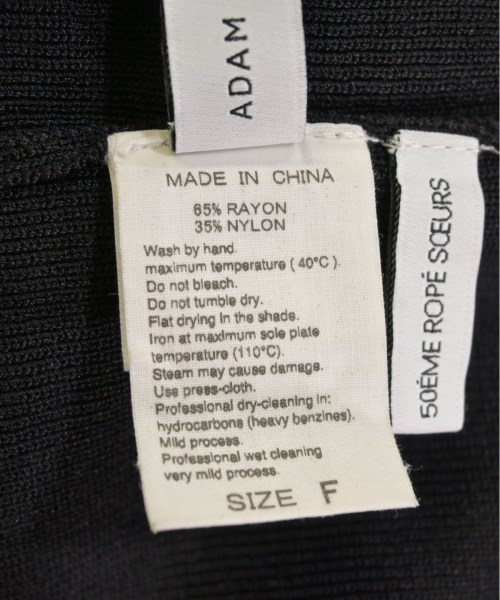 ADAM
MADE IN CHINA
65% RAYON
35% NYLON
Wash by hand.
maximum temperature ( 40°C ).
Do not bleach.
Do not tumble dry.
Flat drying in the shade.
Iron at maximum sole plate
temperature (110°C).
Steam may cause damage.
Use press-cloth.
Professional dry-cleaning in:
hydrocarbons (heavy benzines).
Mild process.
Professional wet cleaning
very mild process.
SIZE F
50ÉME ROPÉ SŒURS